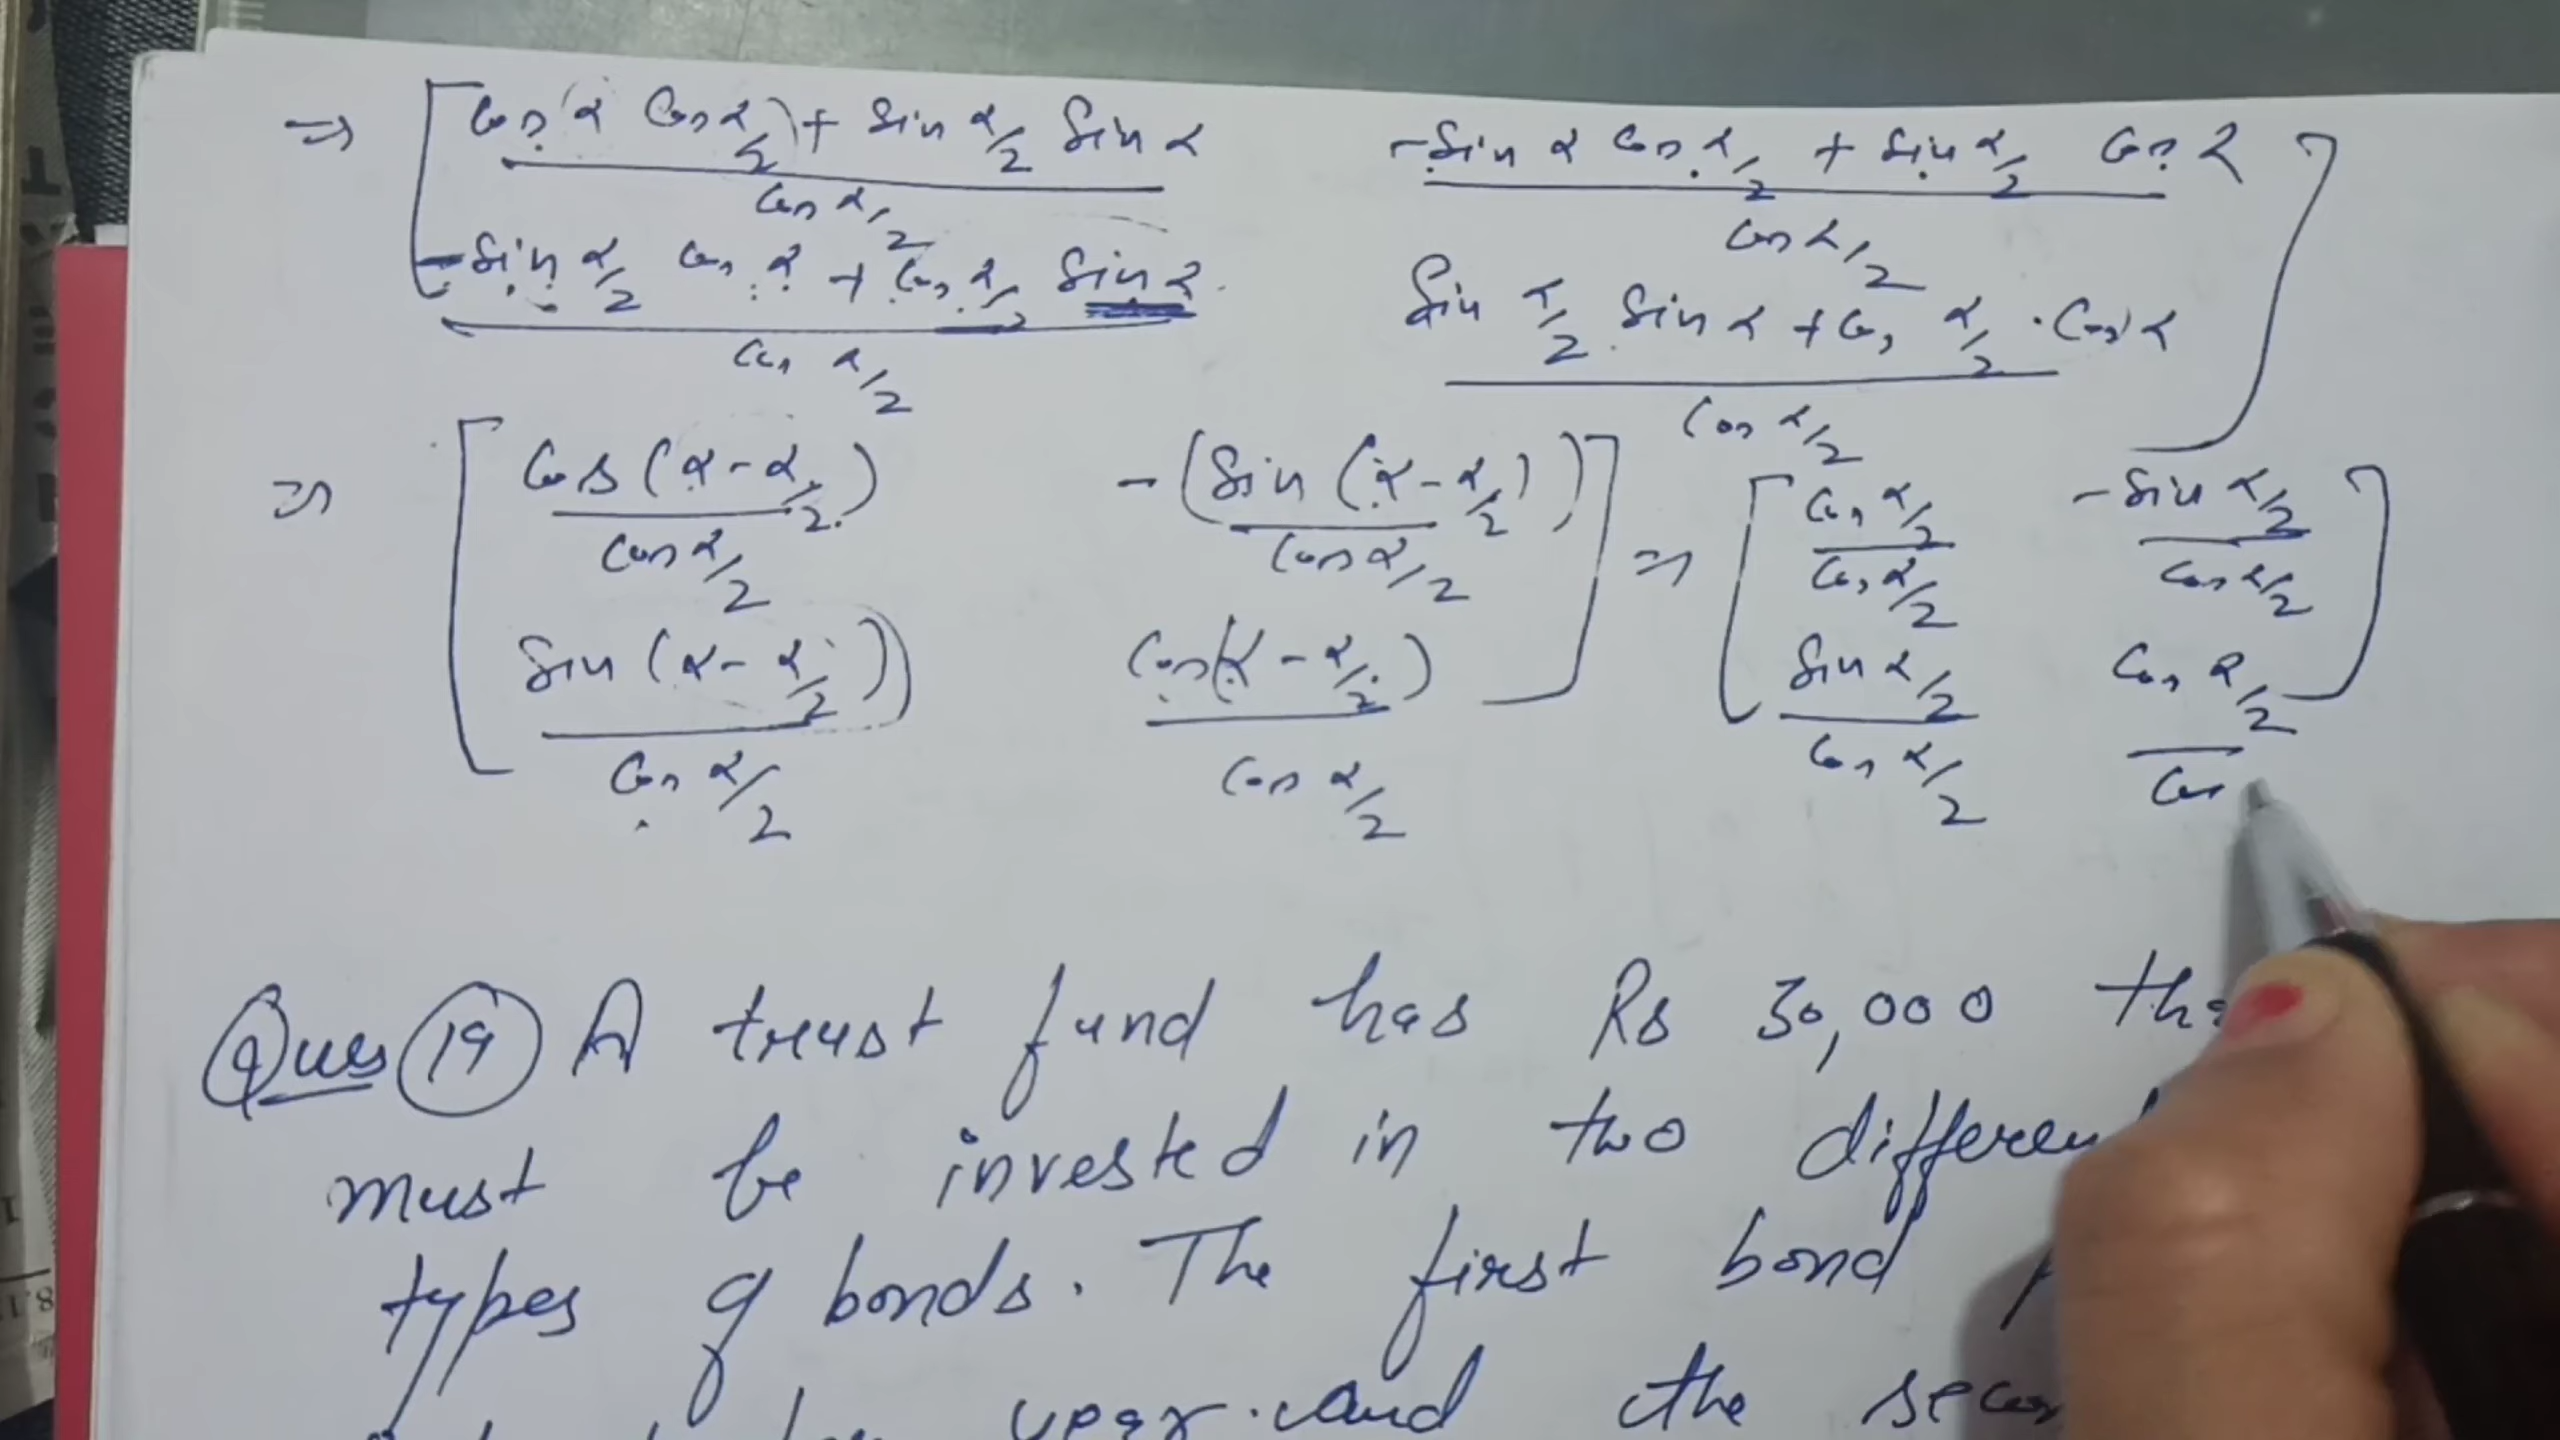 ⇒ [ (Cos α Cos α/2 + Sin α/2 Sin α) / Cos α/2    (-Sin α Cos α/2 + Sin α/2 Cos α) / Cos α/2
(-Sin α/2 Cos α + Cos α/2 Sin α) / Cos α/2    (Sin α/2 Sin α + Cos α/2 · Cos α) / Cos α/2 ]
⇒ [ Cos (α - α/2) / Cos α/2    -(Sin (α - α/2)) / Cos α/2 ] ⇒ [ Cos α/2 / Cos α/2    -Sin α/2 / Cos α/2 ]
[ Sin (α - α/2) / Cos α/2    Cos (α - α/2) / Cos α/2 ]    [ Sin α/2 / Cos α/2    Cos α/2 / Cos ]
Ques 19 A trust fund has Rs 30,000
must be invested in two
types of bonds. The first bond
year. and the